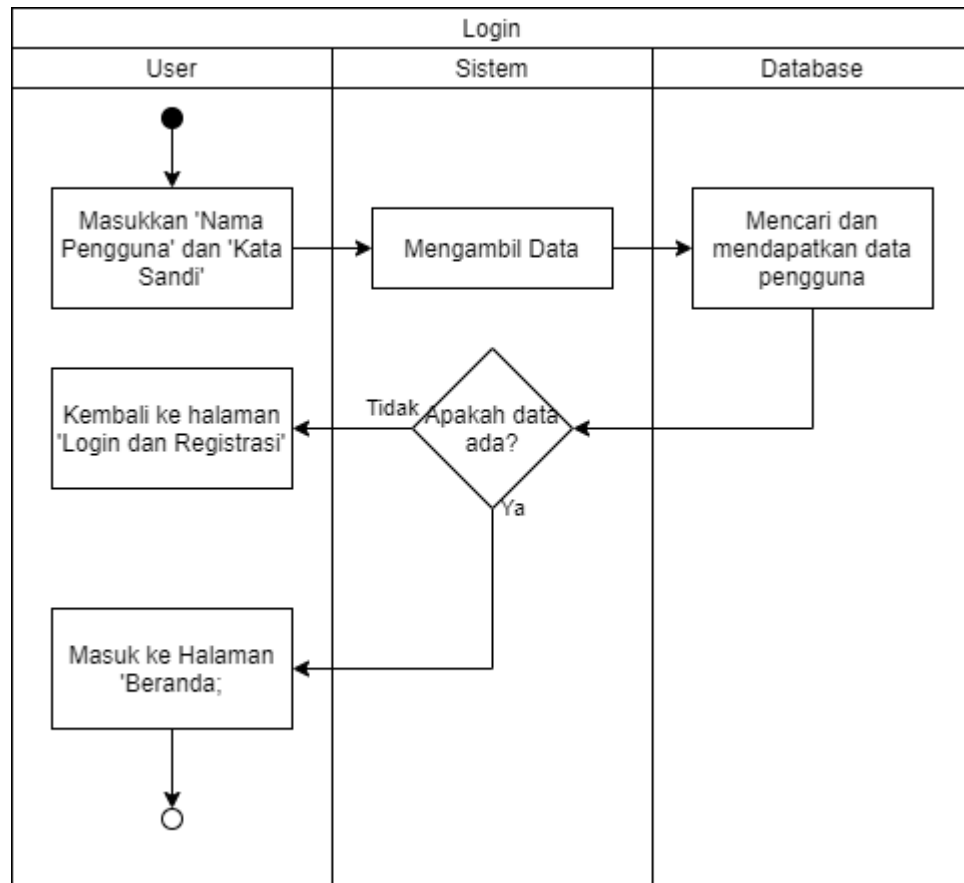 Login
User
Sistem
Database
Masukkan 'Nama
Pengguna' dan 'Kata
Sandi'
Mengambil Data
Mencari dan
mendapatkan data
pengguna
Kembali ke halaman
'Login dan Registrasi'
Tidak
Apakah data
ada?
Ya
Masuk ke Halaman
'Beranda;